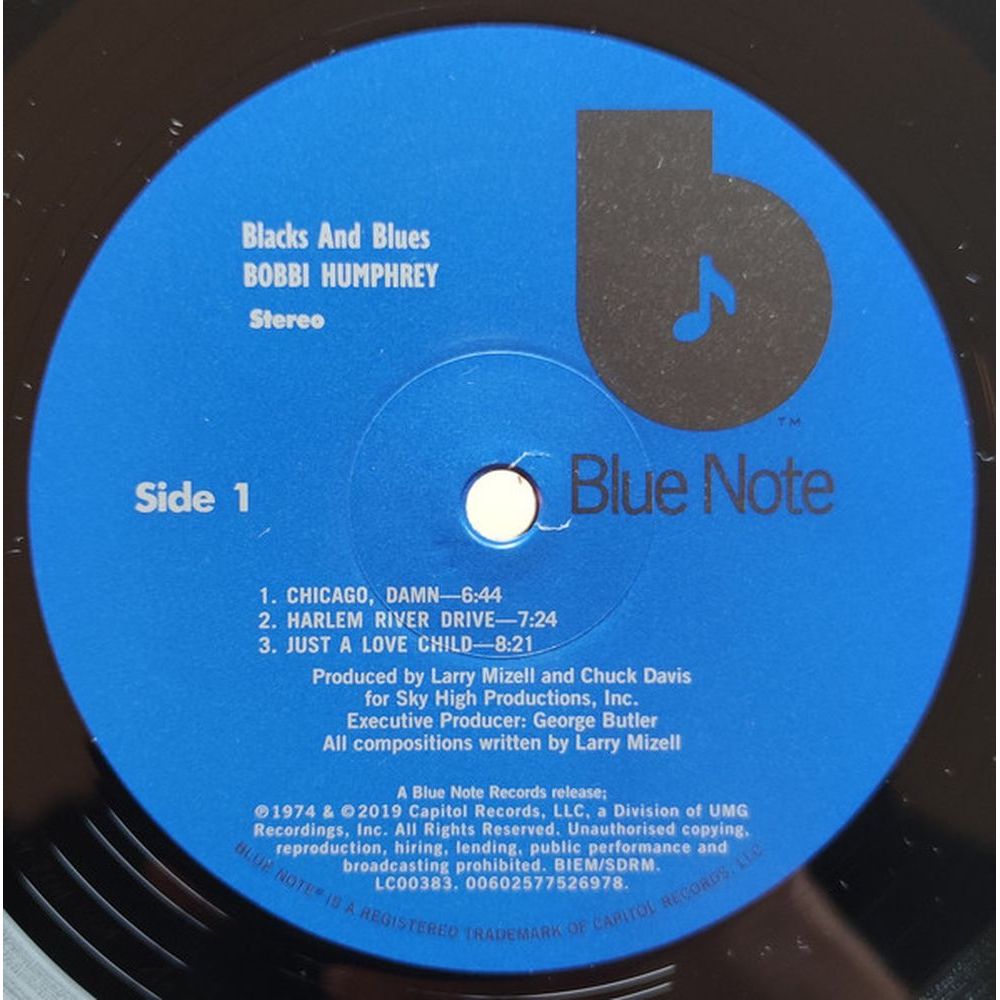 Blacks And Blues
BOBBI HUMPHREY
Stereo
TM
Blue Note
Side 1
1. CHICAGO, DAMN—6:44
2. HARLEM RIVER DRIVE—7:24
3. JUST A LOVE CHILD—8:21
Produced by Larry Mizell and Chuck Davis
for Sky High Productions, Inc.
Executive Producer: George Butler
All compositions written by Larry Mizell
A Blue Note Records release;
℗1974 & ©2019 Capitol Records, LLC, a Division of UMG
Recordings, Inc. All Rights Reserved. Unauthorised copying,
reproduction, hiring, lending, public performance and
broadcasting prohibited. BIEM/SDRM.
LC00383. 00602577526978.
BLUE NOTE® IS A REGISTERED TRADEMARK OF CAPITOL RECORDS, LLC